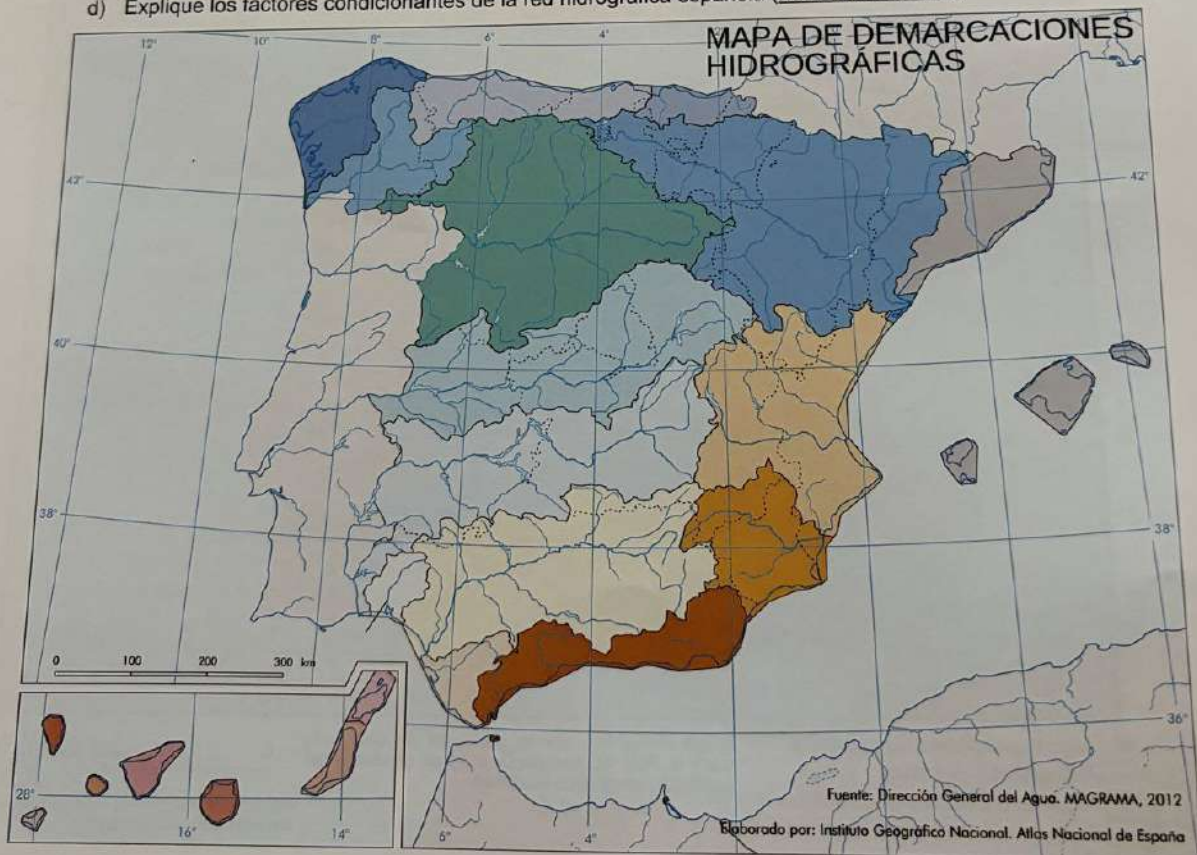 d) Explique los factores condicionantes de la red hidrográfica
MAPA DE DEMARCACIONES
HIDROGRÁFICAS
12°
10°
8°
6°
4°
42°
42°
40°
38°
38°
0 100 200 300 km
36°
28°
16°
14°
6°
4°
Fuente: Dirección General del Agua. MAGRAMA, 2012
Elaborado por: Instituto Geográfico Nacional. Atlas Nacional de España